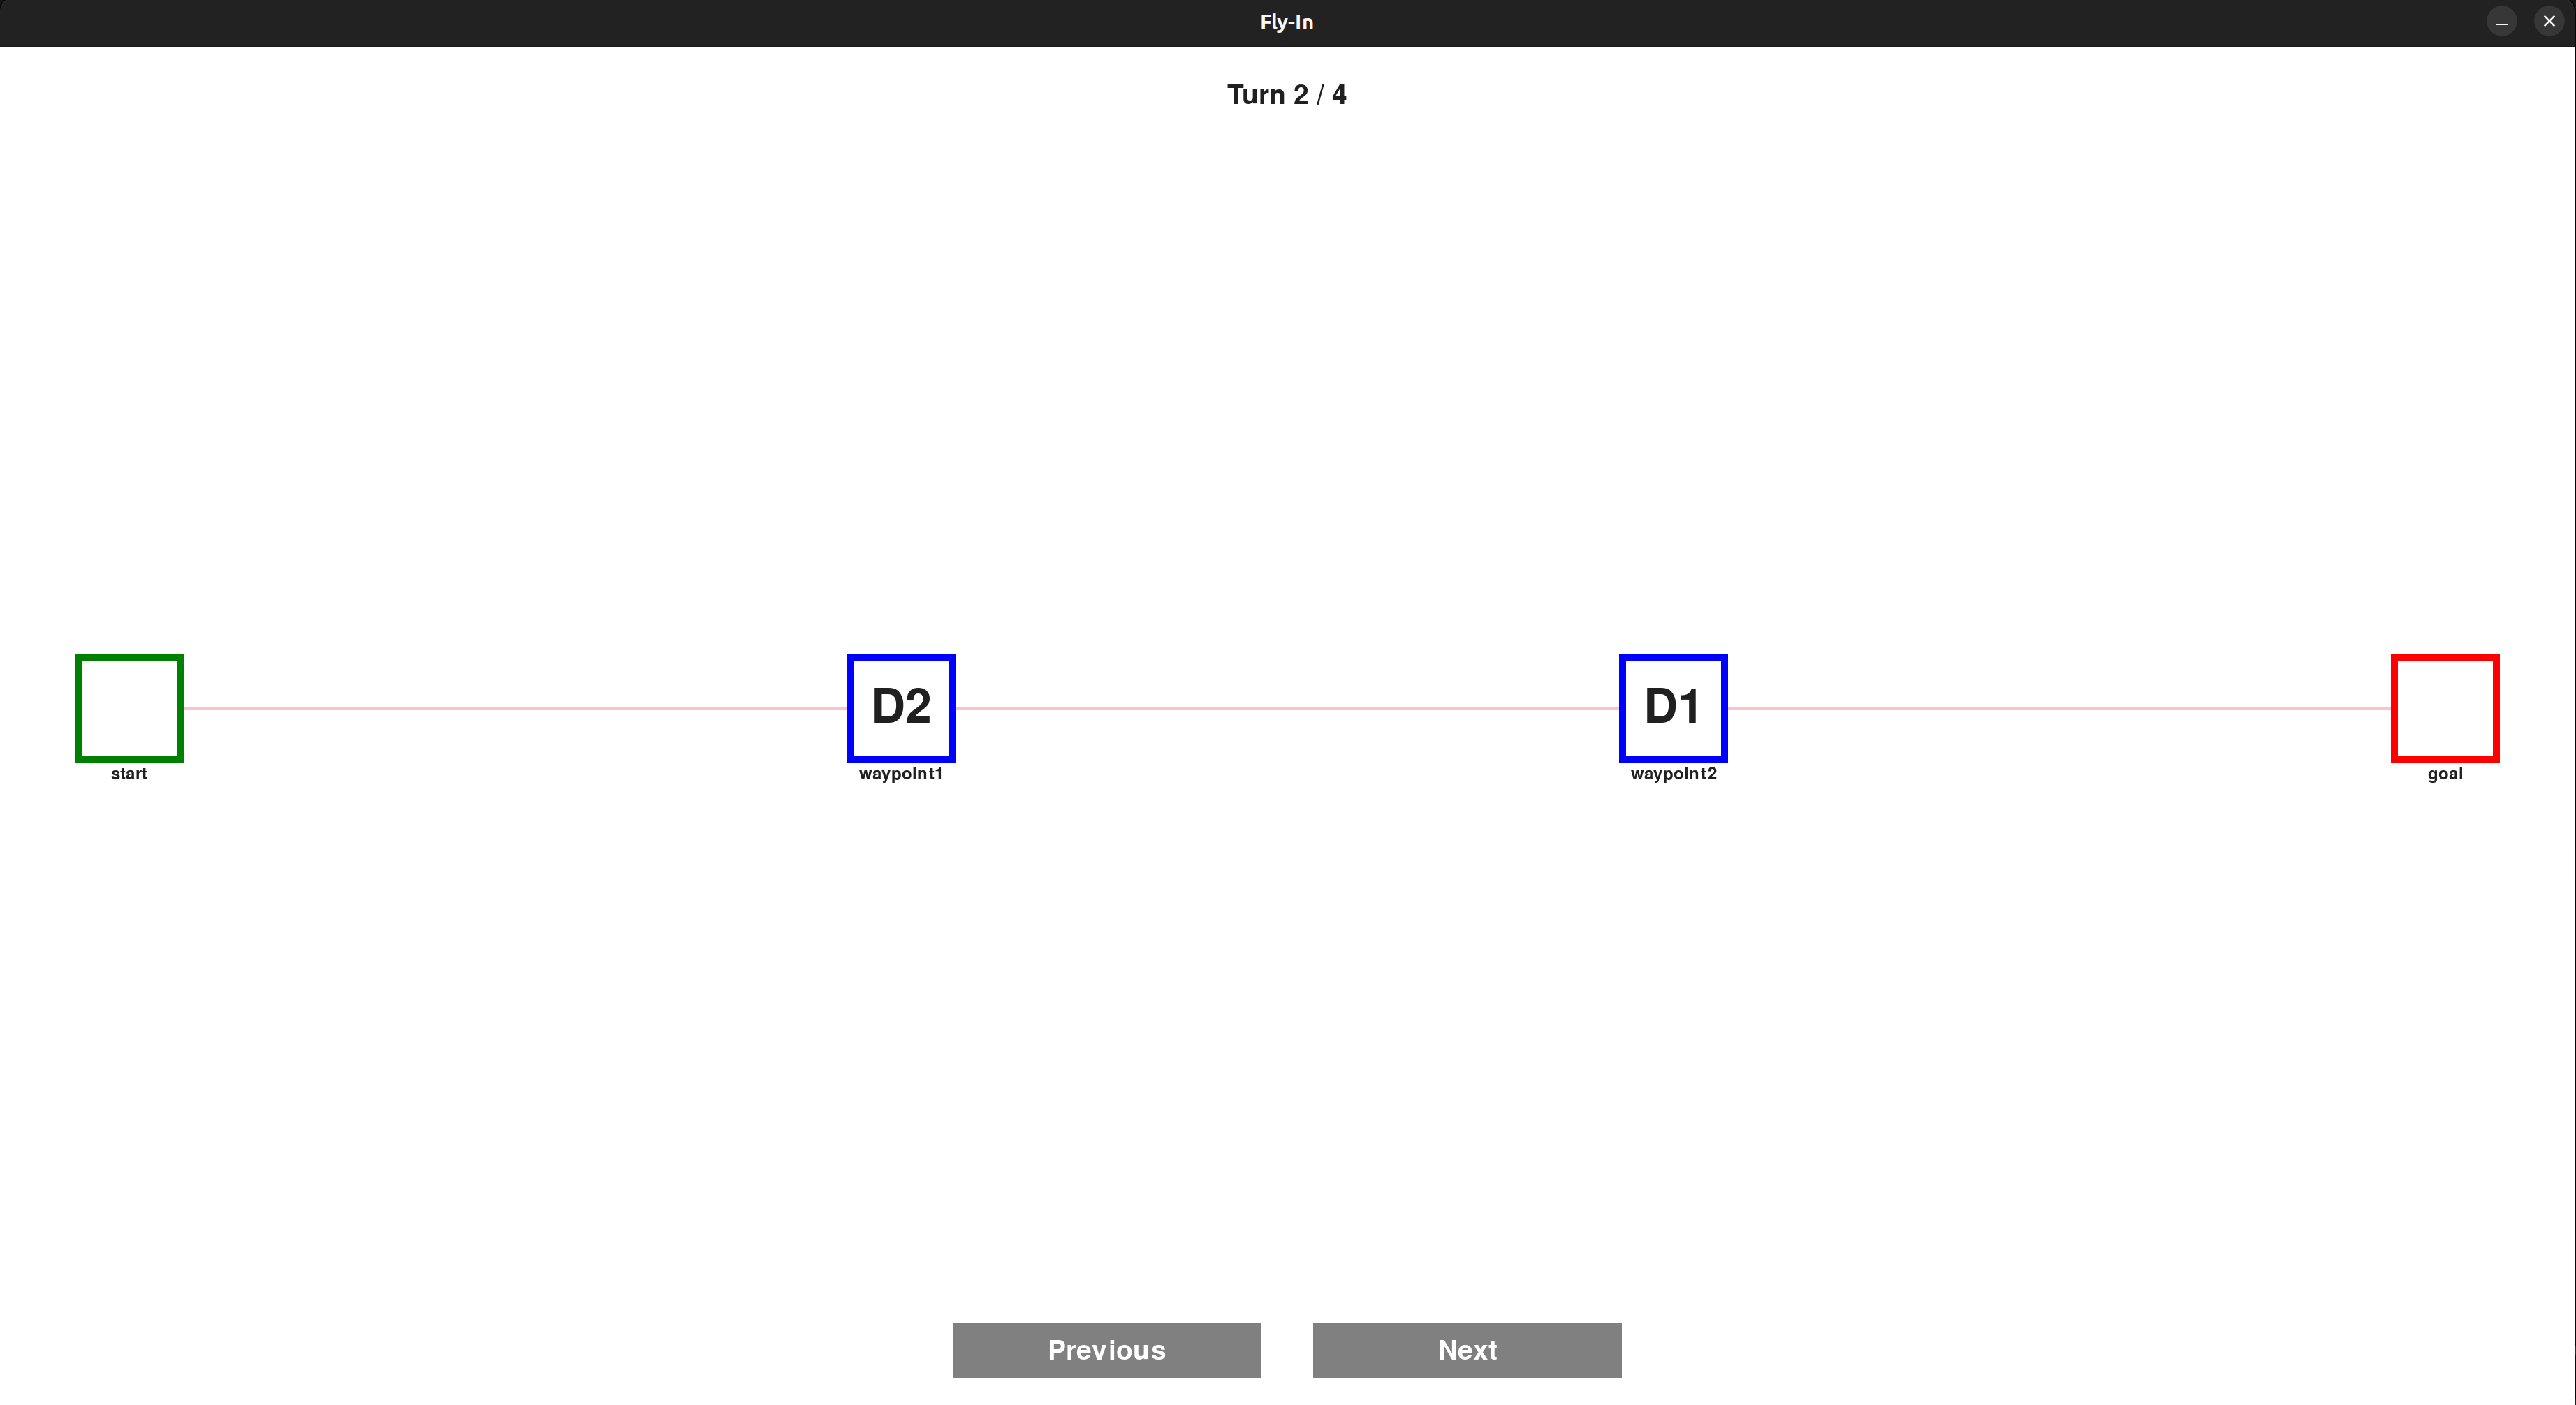 Fly-In
Turn 2 / 4
D2
D1
start
waypoint1
waypoint2
goal
Previous
Next